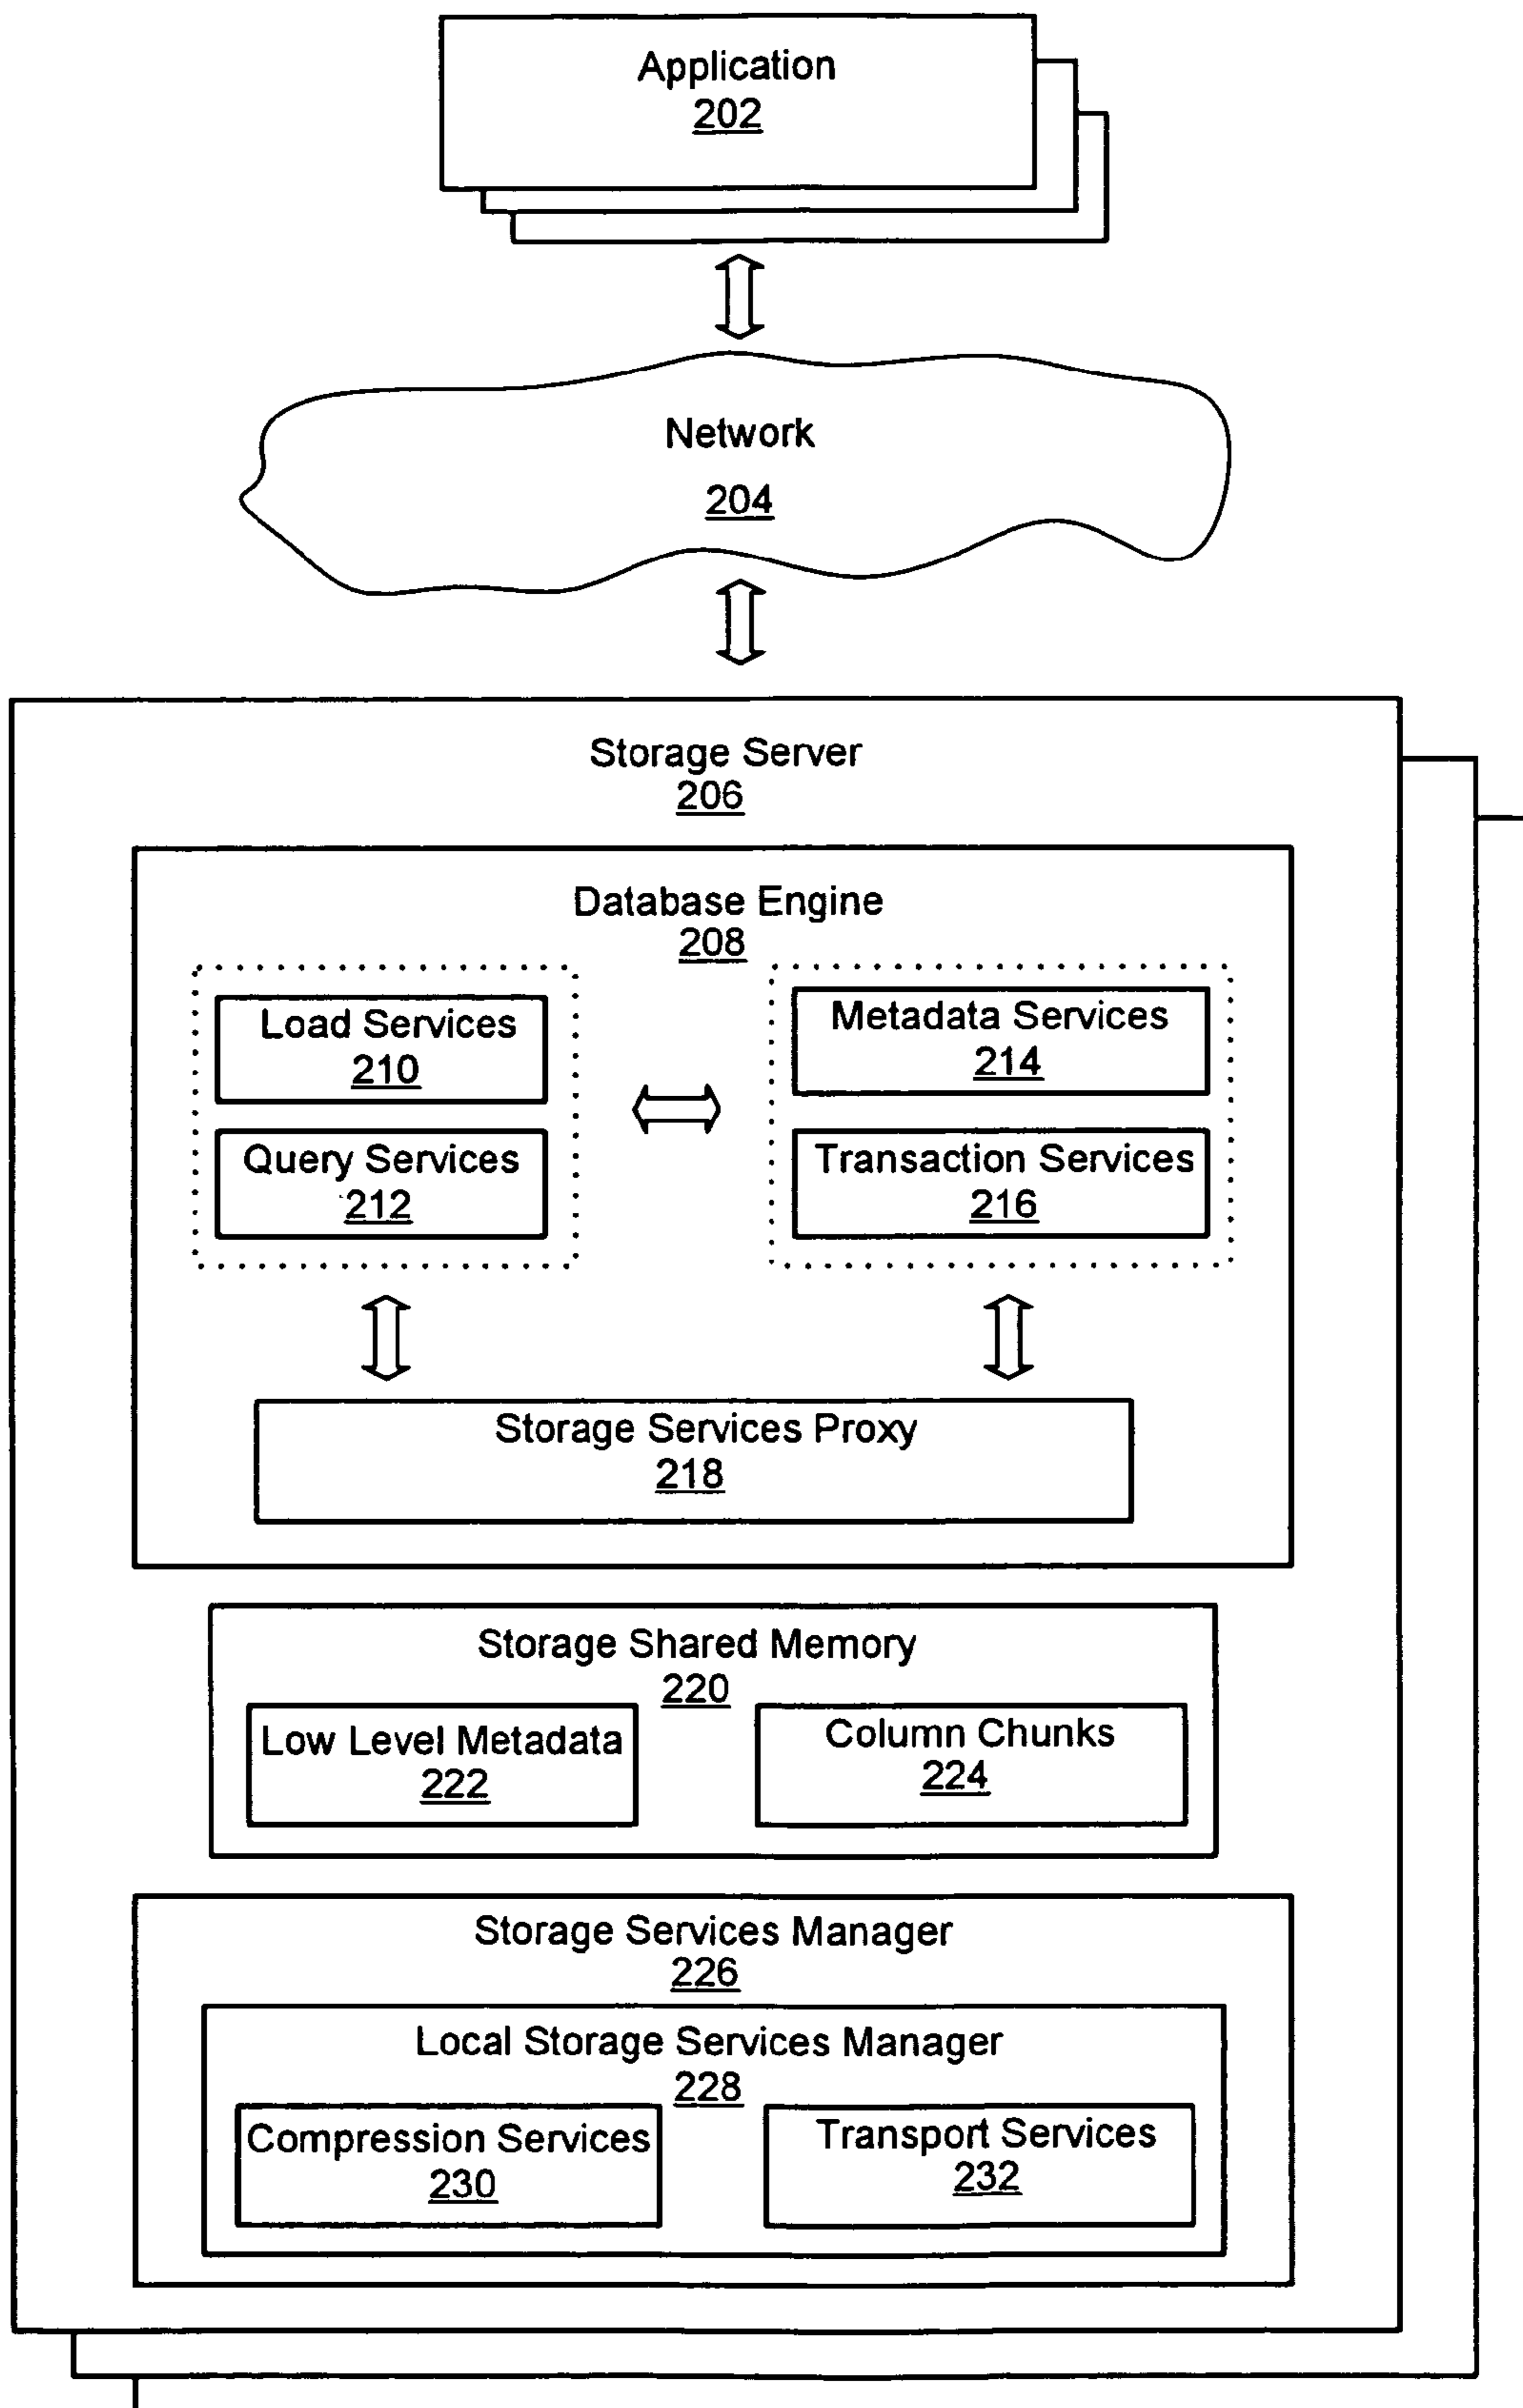 Application
202
Network
204
Storage Server
206
Database Engine
208
Load Services
210
Query Services
212
Metadata Services
214
Transaction Services
216
Storage Services Proxy
218
Storage Shared Memory
220
Low Level Metadata
222
Column Chunks
224
Storage Services Manager
226
Local Storage Services Manager
228
Compression Services
230
Transport Services
232